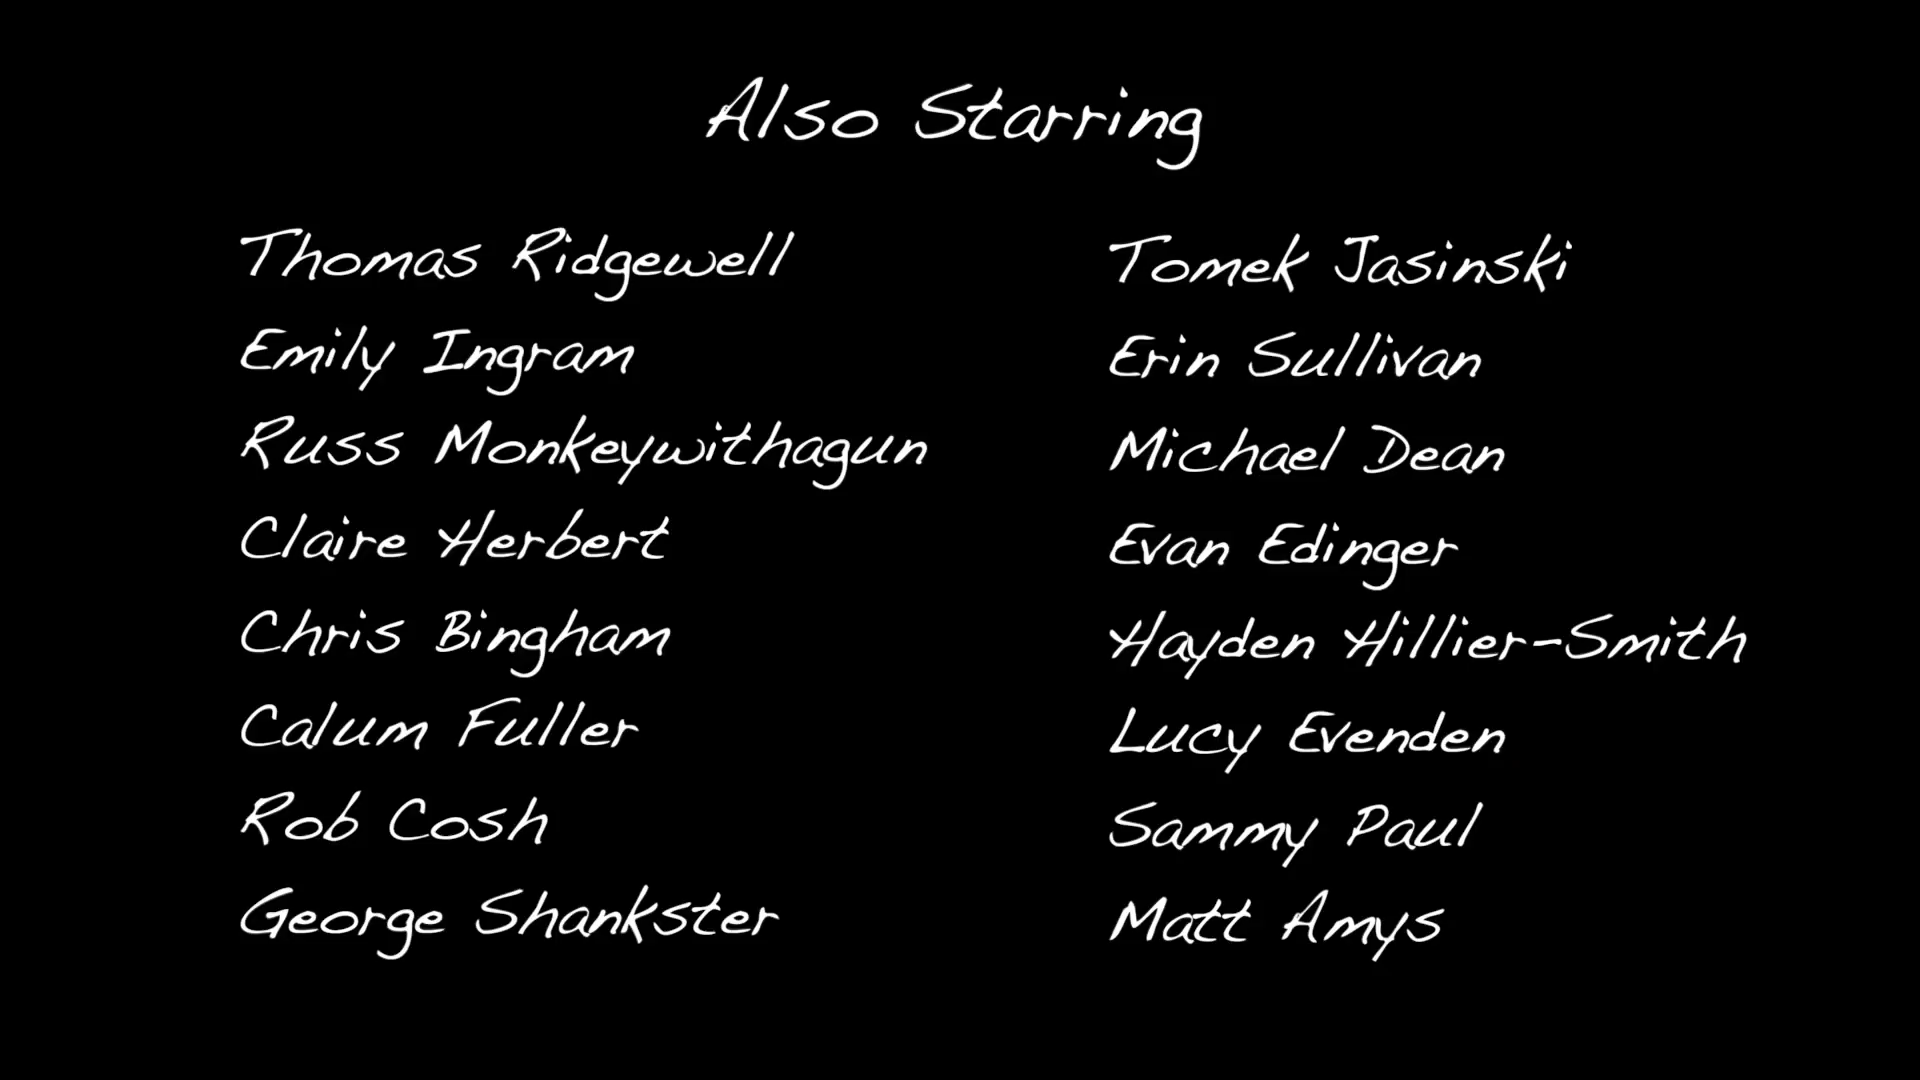 Also Starring
Thomas Ridgewell
Emily Ingram
Russ Monkeywithagun
Claire Herbert
Chris Bingham
Calum Fuller
Rob Cosh
George Shankster
Tomek Jasinski
Erin Sullivan
Michael Dean
Evan Edinger
Hayden Hillier-Smith
Lucy Evenden
Sammy Paul
Matt Amys